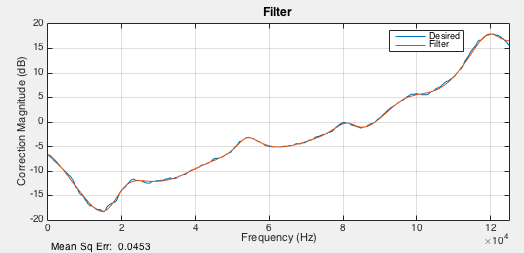 Filter
Correction Magnitude (dB)
20
15
10
5
0
-5
-10
-15
-20
Desired
Filter
0 2 4 6 8 10 12
Frequency (Hz)
×10⁴
Mean Sq Err: 0.0453